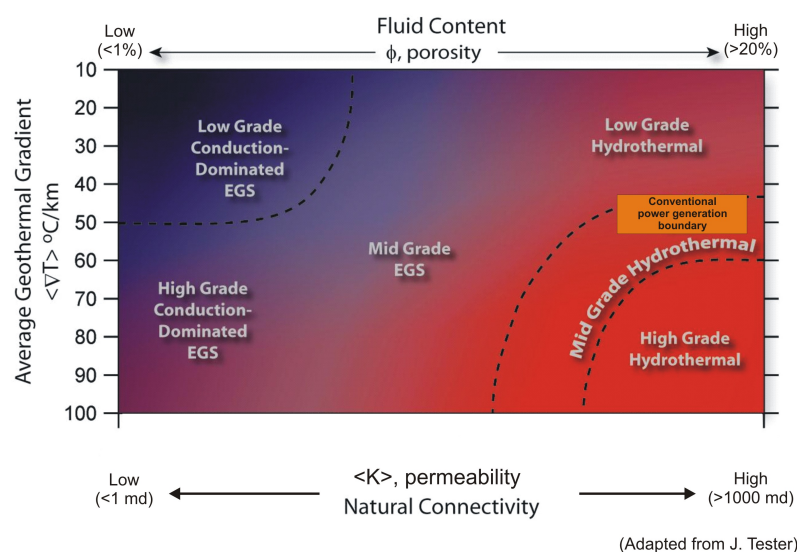 Fluid Content
Low
(<1%)
ϕ, porosity
High
(>20%)
Average Geothermal Gradient
<∇T> ºC/km
10
20
30
40
50
60
70
80
90
100
Low Grade
Conduction-
Dominated
EGS
Low Grade
Hydrothermal
Conventional
power generation
boundary
Mid Grade
EGS
Mid Grade Hydrothermal
High Grade
Conduction-
Dominated
EGS
High Grade
Hydrothermal
Low
(<1 md)
<K>, permeability
Natural Connectivity
High
(>1000 md)
(Adapted from J. Tester)